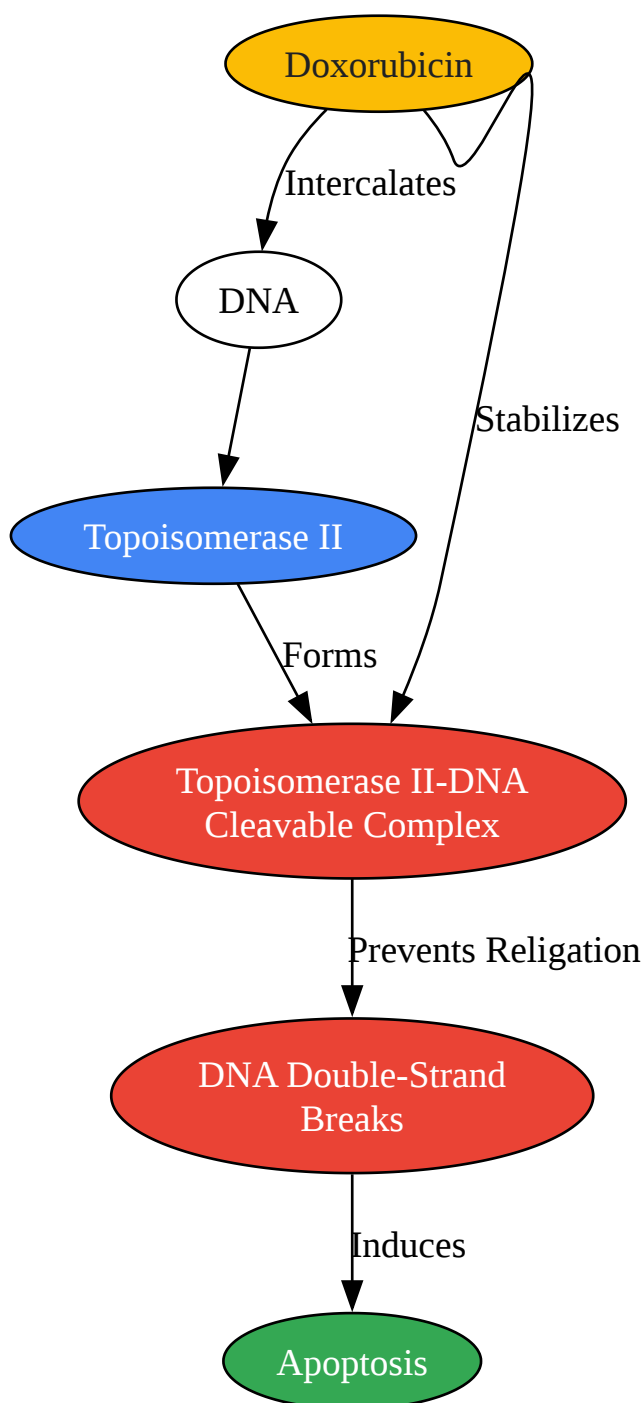 Doxorubicin
Intercalates
DNA
Stabilizes
Topoisomerase II
Forms
Topoisomerase II-DNA
Cleavable Complex
Prevents Religation
DNA Double-Strand
Breaks
Induces
Apoptosis